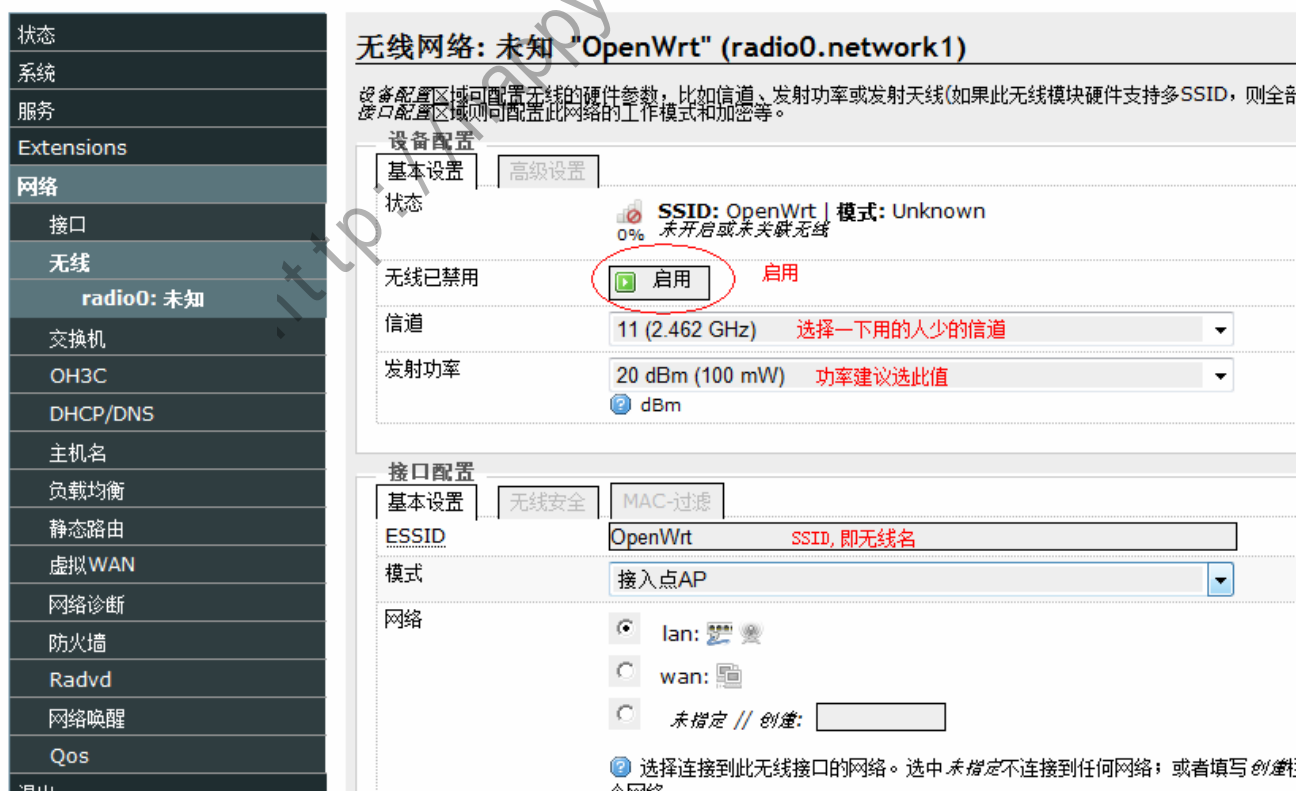 状态
系统
服务
Extensions
网络
接口
无线
radio0: 未知
交换机
OH3C
DHCP/DNS
主机名
负载均衡
静态路由
虚拟WAN
网络诊断
防火墙
Radvd
网络唤醒
Qos
退出
无线网络: 未知 "OpenWrt" (radio0.network1)
设备配置区域可配置无线的硬件参数，比如信道、发射功率或发射天线(如果此无线模块硬件支持多SSID，则全部
接口配置区域则可配置此网络的工作模式和加密等。
设备配置
基本设置 高级设置
状态
0% SSID: OpenWrt | 模式: Unknown
未开启或未关联无线
无线已禁用 启用 启用
信道 11 (2.462 GHz) 选择一下用的人少的信道
发射功率 20 dBm (100 mW) 功率建议选此值
dBm
接口配置
基本设置 无线安全 MAC-过滤
ESSID OpenWrt SSID, 即无线名
模式 接入点AP
网络
lan:
wan:
未指定 // 创建:
选择连接到此无线接口的网络。选中未指定不连接到任何网络；或者填写创建
个网络
http://happy